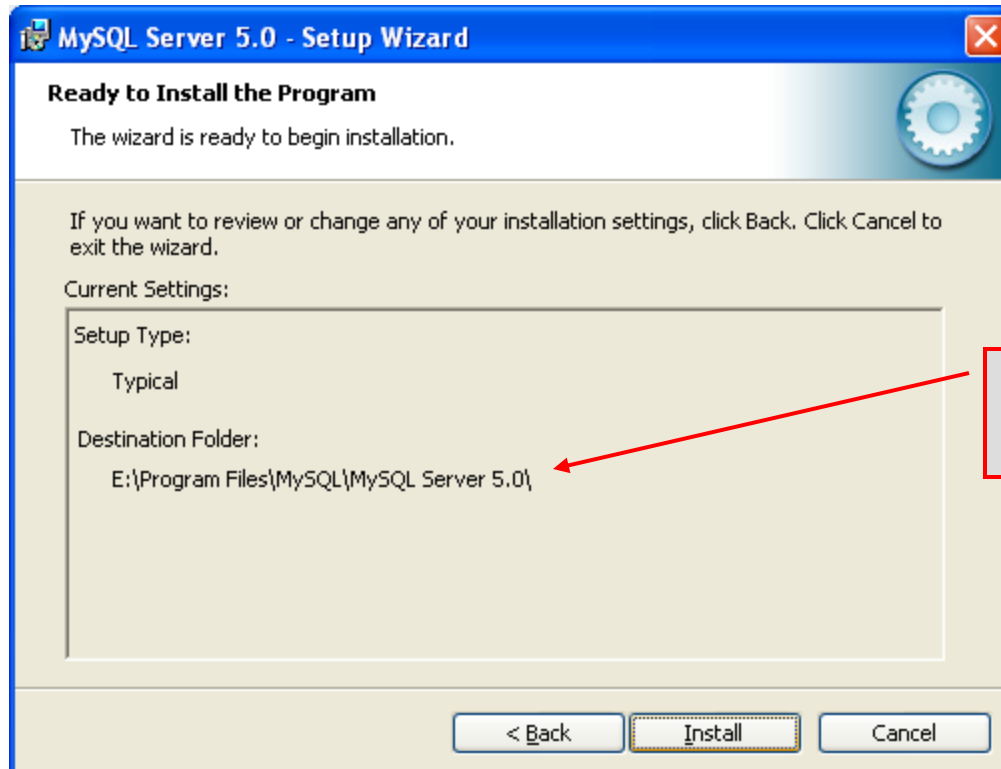 MySQL Server 5.0 - Setup Wizard
Ready to Install the Program
The wizard is ready to begin installation.
If you want to review or change any of your installation settings, click Back. Click Cancel to
exit the wizard.
Current Settings:
Setup Type:
Typical
Destination Folder:
E:\Program Files\MySQL\MySQL Server 5.0\
< Back
Install
Cancel